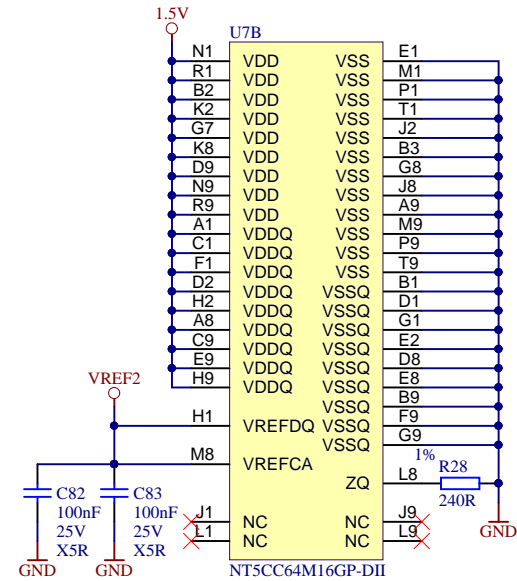 1.5V
U7B
N1 VDD VSS E1
R1 VDD VSS M1
B2 VDD VSS P1
K2 VDD VSS T1
G7 VDD VSS J2
K8 VDD VSS B3
D9 VDD VSS G8
N9 VDD VSS J8
R9 VDD VSS A9
A1 VDDQ VSS M9
C1 VDDQ VSS P9
F1 VDDQ VSS T9
D2 VDDQ VSSQ B1
H2 VDDQ VSSQ D1
A8 VDDQ VSSQ G1
C9 VDDQ VSSQ E2
E9 VDDQ VSSQ D8
H9 VDDQ VSSQ E8
VSSQ B9
VREF2
H1 VREFDQ VSSQ F9
VSSQ G9
1%
M8 VREFCA
ZQ L8 R28
240R
C82
100nF
25V
X5R
C83
100nF
25V
X5R
J1 NC NC J9
L1 NC NC L9
GND
GND
GND
NT5CC64M16GP-DII